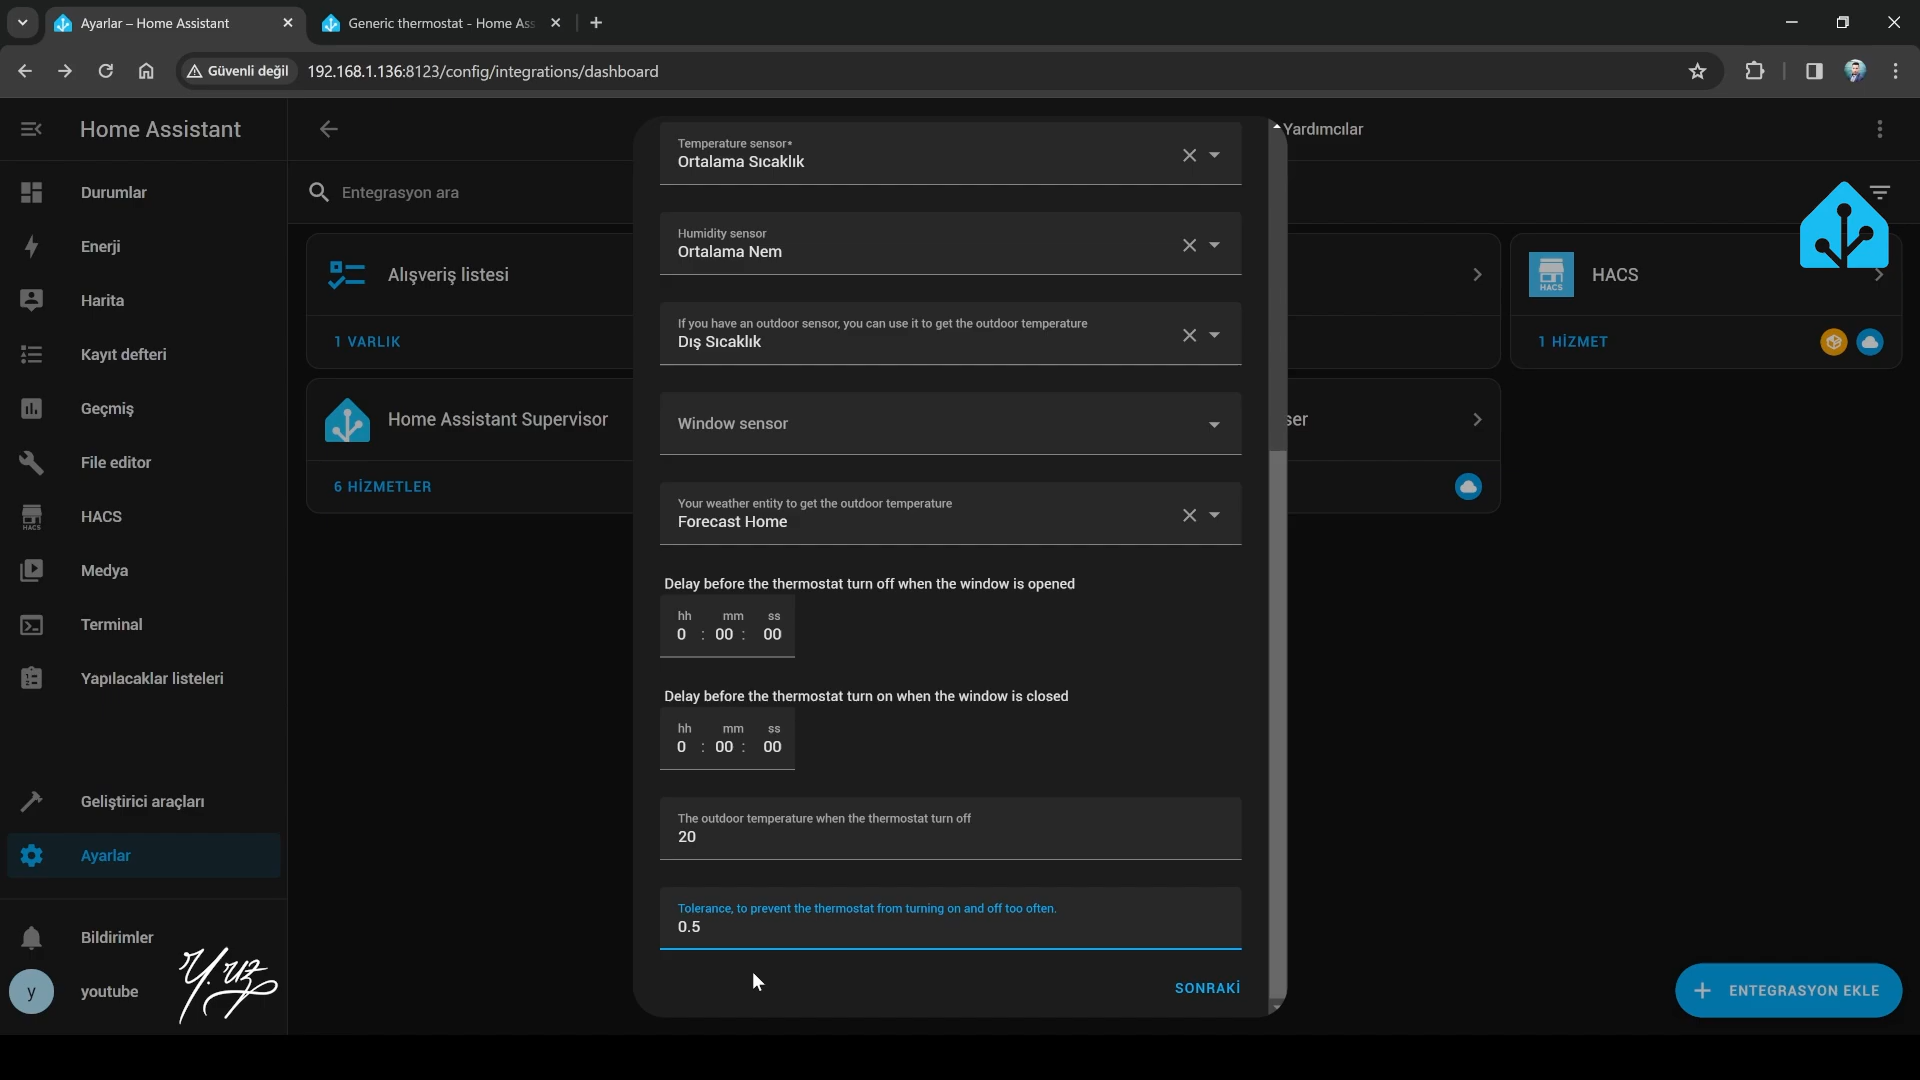 Ayarlar – Home Assistant
Generic thermostat - Home Ass
Güvenli değil
192.168.1.136:8123/config/integrations/dashboard
Home Assistant
Yardımcılar
Durumlar
Enerji
Harita
Kayıt defteri
Geçmiş
File editor
HACS
HACS
Medya
Terminal
Yapılacaklar listeleri
Geliştirici araçları
Ayarlar
Bildirimler
y
youtube
Y.uz
Entegrasyon ara
Alışveriş listesi
1 VARLIK
Home Assistant Supervisor
6 HİZMETLER
Temperature sensor*
Ortalama Sıcaklık
Humidity sensor
Ortalama Nem
If you have an outdoor sensor, you can use it to get the outdoor temperature
Dış Sıcaklık
Window sensor
Your weather entity to get the outdoor temperature
Forecast Home
Delay before the thermostat turn off when the window is opened
hh mm ss
0 : 00 : 00
Delay before the thermostat turn on when the window is closed
hh mm ss
0 : 00 : 00
The outdoor temperature when the thermostat turn off
20
Tolerance, to prevent the thermostat from turning on and off too often.
0.5
SONRAKİ
ser
HACS
HACS
1 HİZMET
ENTEGRASYON EKLE